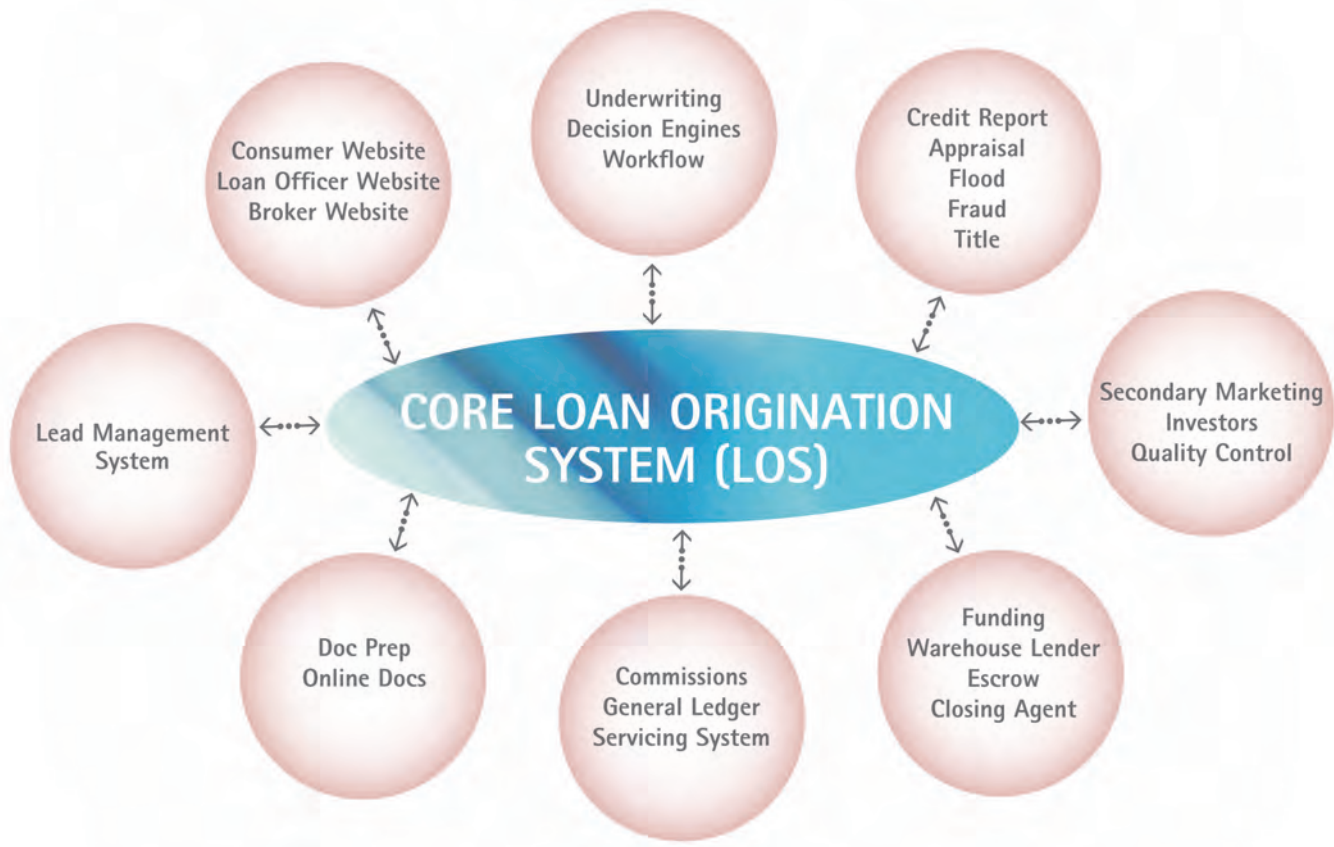 Underwriting
Decision Engines
Workflow
Consumer Website
Loan Officer Website
Broker Website
Credit Report
Appraisal
Flood
Fraud
Title
Lead Management
System
CORE LOAN ORIGINATION
SYSTEM (LOS)
Secondary Marketing
Investors
Quality Control
Doc Prep
Online Docs
Commissions
General Ledger
Servicing System
Funding
Warehouse Lender
Escrow
Closing Agent